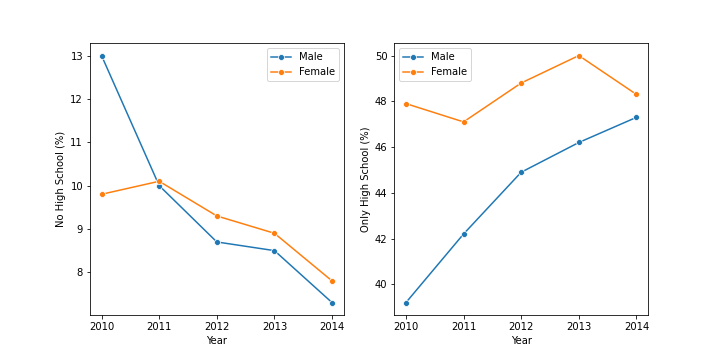 No High School (%)
13
12
11
10
9
8
Male
Female
2010 2011 2012 2013 2014
Year
Only High School (%)
50
48
46
44
42
40
Male
Female
2010 2011 2012 2013 2014
Year